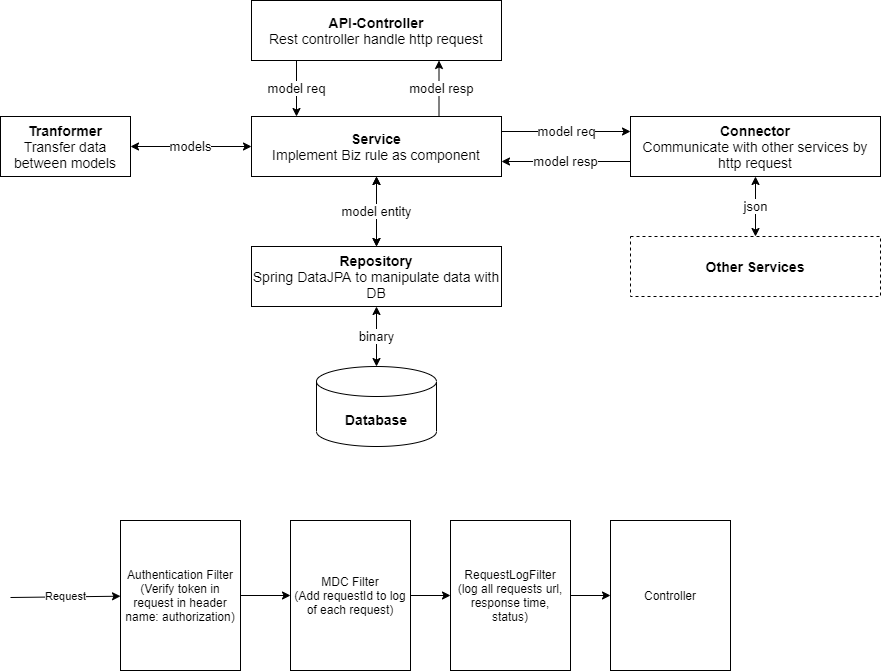 API-Controller
Rest controller handle http request
model req
model resp
Tranformer
Transfer data
between models
models
Service
Implement Biz rule as component
model req
model resp
Connector
Communicate with other services by
http request
json
Other Services
model entity
Repository
Spring DataJPA to manipulate data with
DB
binary
Database
Request
Authentication Filter
(Verify token in
request in header
name: authorization)
MDC Filter
(Add requestId to log
of each request)
RequestLogFilter
(log all requests url,
response time,
status)
Controller